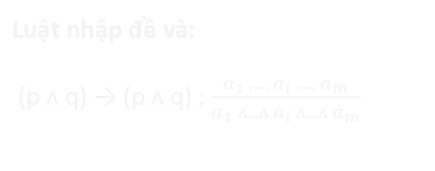 Luật nhập đề và:
(p ∧ q) → (p ∧ q) ; a₁ ,..., aᵢ ,..., aₘ / a₁ ∧...∧ aᵢ ∧...∧ aₘ